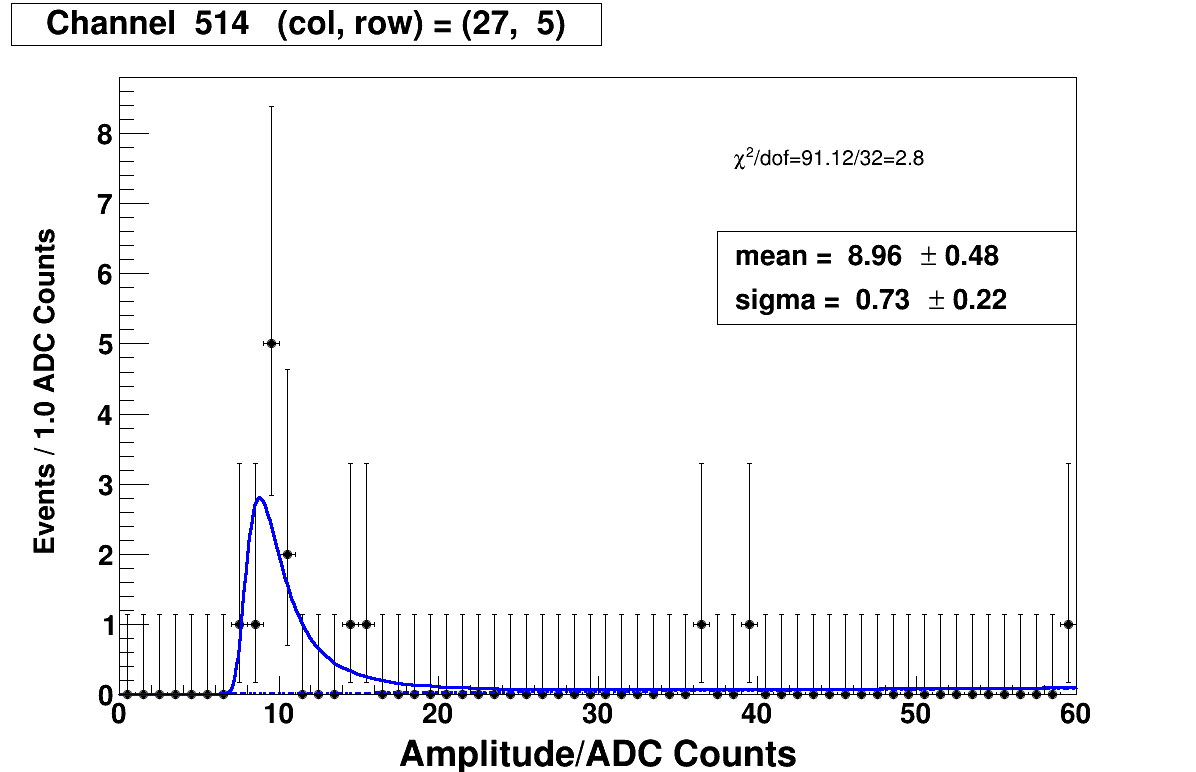 Channel 514 (col, row) = (27, 5)
χ²/dof=91.12/32=2.8
mean = 8.96 ± 0.48
sigma = 0.73 ± 0.22
Events / 1.0 ADC Counts
8
7
6
5
4
3
2
1
0
0 10 20 30 40 50 60
Amplitude/ADC Counts